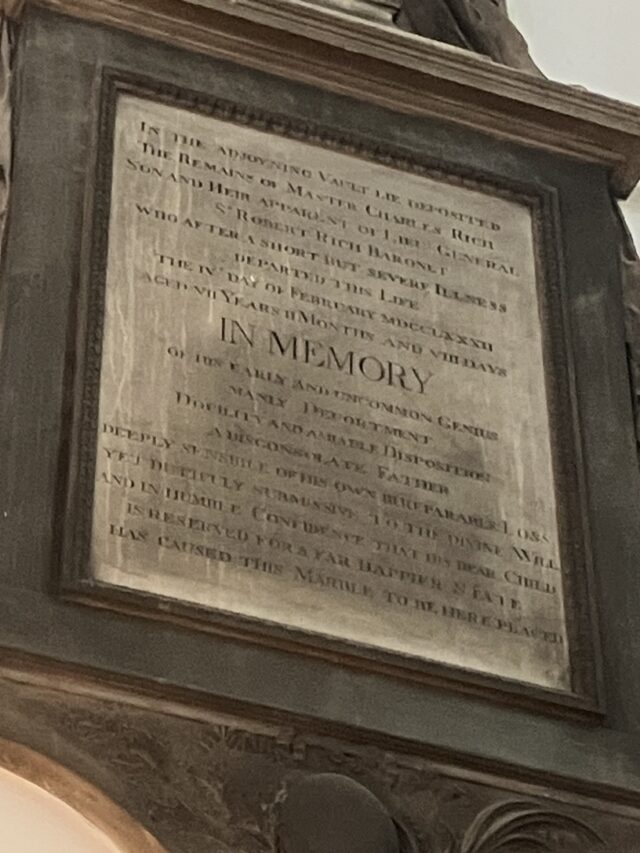 IN THE ADJOYNING VAULT LIE DEPOSITED
THE REMAINS OF MASTER CHARLES RICH
SON AND HEIR APPARENT OF LIEU. GENERAL
Sr ROBERT RICH BARONET
WHO AFTER A SHORT BUT SEVERE ILLNESS
DEPARTED THIS LIFE
THE IVth DAY OF FEBRUARY MDCCLXXXII
AGED VII YEARS II MONTHS AND VIII DAYS
IN MEMORY
OF HIS EARLY AND UNCOMMON GENIUS
MANLY DEPORTMENT
DOCILITY AND AMIABLE DISPOSITION
A DISCONSOLATE FATHER
DEEPLY SENSIBLE OF HIS OWN IRREPARABLE LOSS
YET DUTIFULLY SUBMISSIVE TO THE DIVINE WILL
AND IN HUMBLE CONFIDENCE THAT HIS DEAR CHILD
IS RESERVED FOR A FAR HAPPIER STATE
HAS CAUSED THIS MARBLE TO BE HERE PLACED